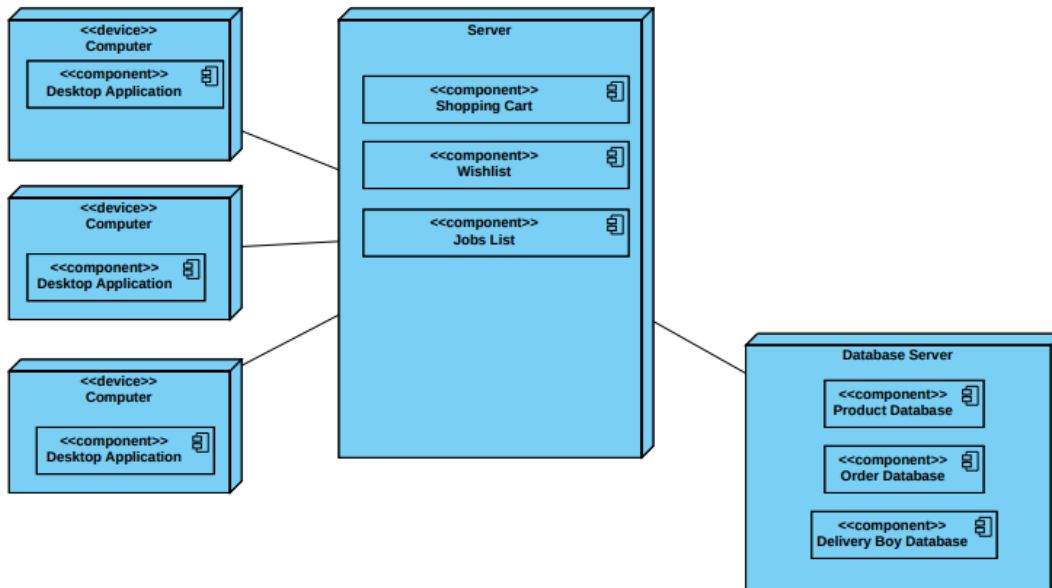 <<device>>
Computer
<<component>>
Desktop Application
<<device>>
Computer
<<component>>
Desktop Application
<<device>>
Computer
<<component>>
Desktop Application
Server
<<component>>
Shopping Cart
<<component>>
Wishlist
<<component>>
Jobs List
Database Server
<<component>>
Product Database
<<component>>
Order Database
<<component>>
Delivery Boy Database